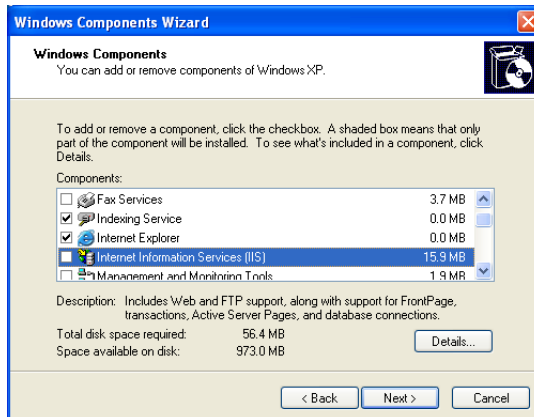 Windows Components Wizard
Windows Components
You can add or remove components of Windows XP.
To add or remove a component, click the checkbox. A shaded box means that only
part of the component will be installed. To see what's included in a component, click
Details.
Components:
Fax Services 3.7 MB
Indexing Service 0.0 MB
Internet Explorer 0.0 MB
Internet Information Services (IIS) 15.9 MB
Management and Monitoring Tools 1.9 MB
Description: Includes Web and FTP support, along with support for FrontPage,
transactions, Active Server Pages, and database connections.
Total disk space required: 56.4 MB
Space available on disk: 973.0 MB
Details...
< Back Next > Cancel